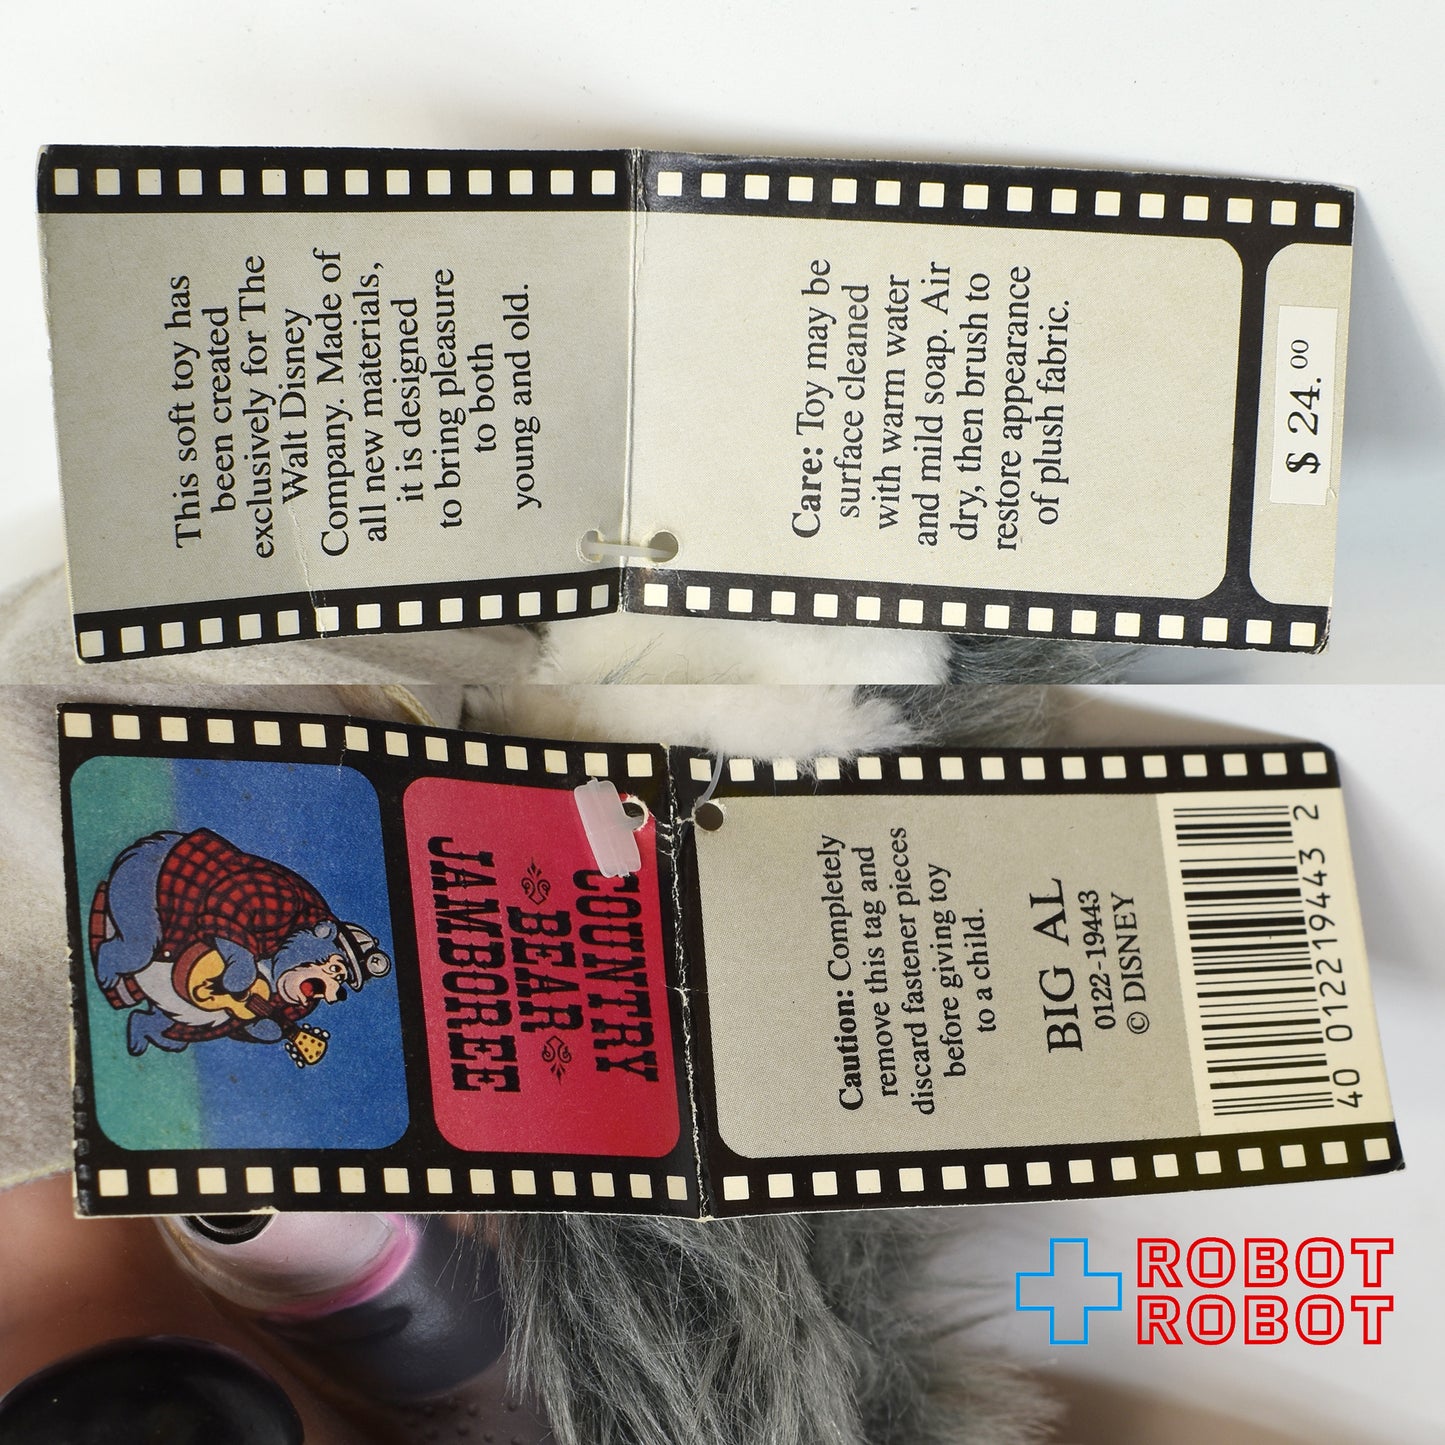 This soft toy has
been created
exclusively for The
Walt Disney
Company. Made of
all new materials,
it is designed
to bring pleasure
to both
young and old.
Care: Toy may be
surface cleaned
with warm water
and mild soap. Air
dry, then brush to
restore appearance
of plush fabric.
$ 24.00
COUNTRY
BEAR
JAMBOREE
Caution: Completely
remove this tag and
discard fastener pieces
before giving toy
to a child.
BIG AL
0122-19443
© DISNEY
40 01221 9443 2
ROBOT
ROBOT